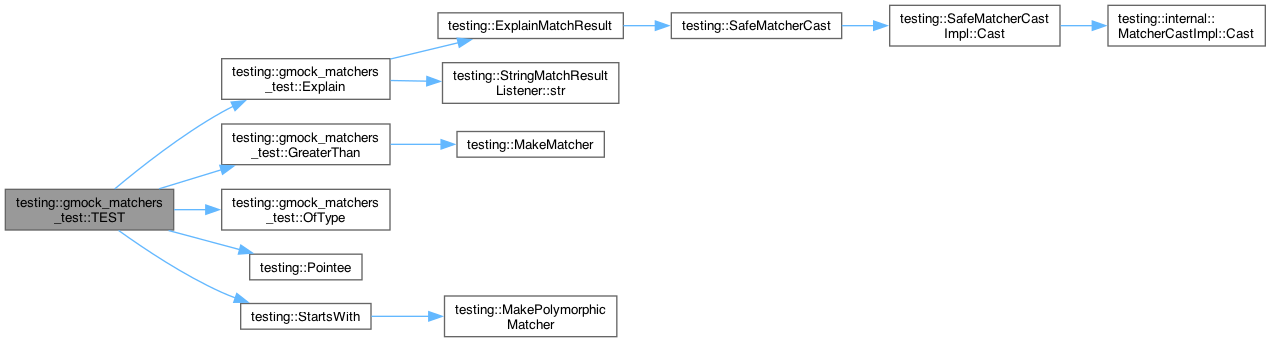 testing::ExplainMatchResult
testing::SafeMatcherCast
testing::SafeMatcherCast
Impl::Cast
testing::internal::
MatcherCastImpl::Cast
testing::gmock_matchers
_test::Explain
testing::StringMatchResult
Listener::str
testing::gmock_matchers
_test::GreaterThan
testing::MakeMatcher
testing::gmock_matchers
_test::TEST
testing::gmock_matchers
_test::OfType
testing::Pointee
testing::StartsWith
testing::MakePolymorphic
Matcher